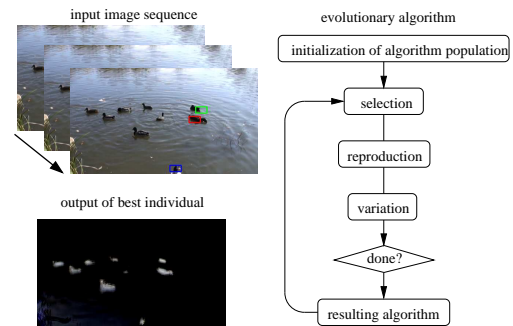 input image sequence
output of best individual
evolutionary algorithm
initialization of algorithm population
selection
reproduction
variation
done?
resulting algorithm